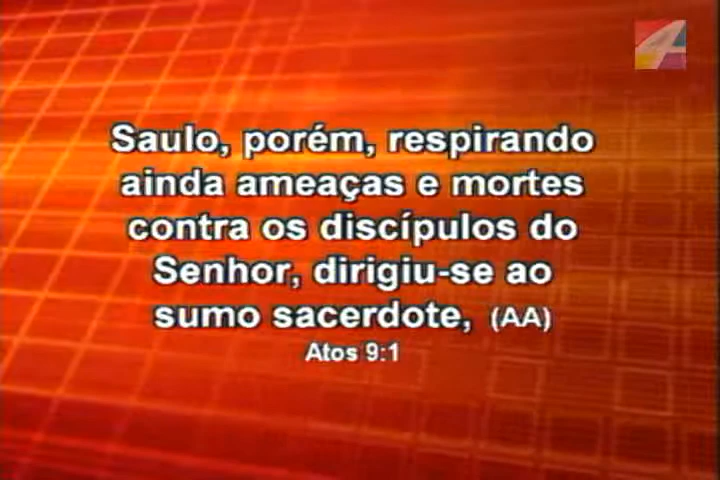 Saulo, porém, respirando
ainda ameaças e mortes
contra os discípulos do
Senhor, dirigiu-se ao
sumo sacerdote, (AA)
Atos 9:1